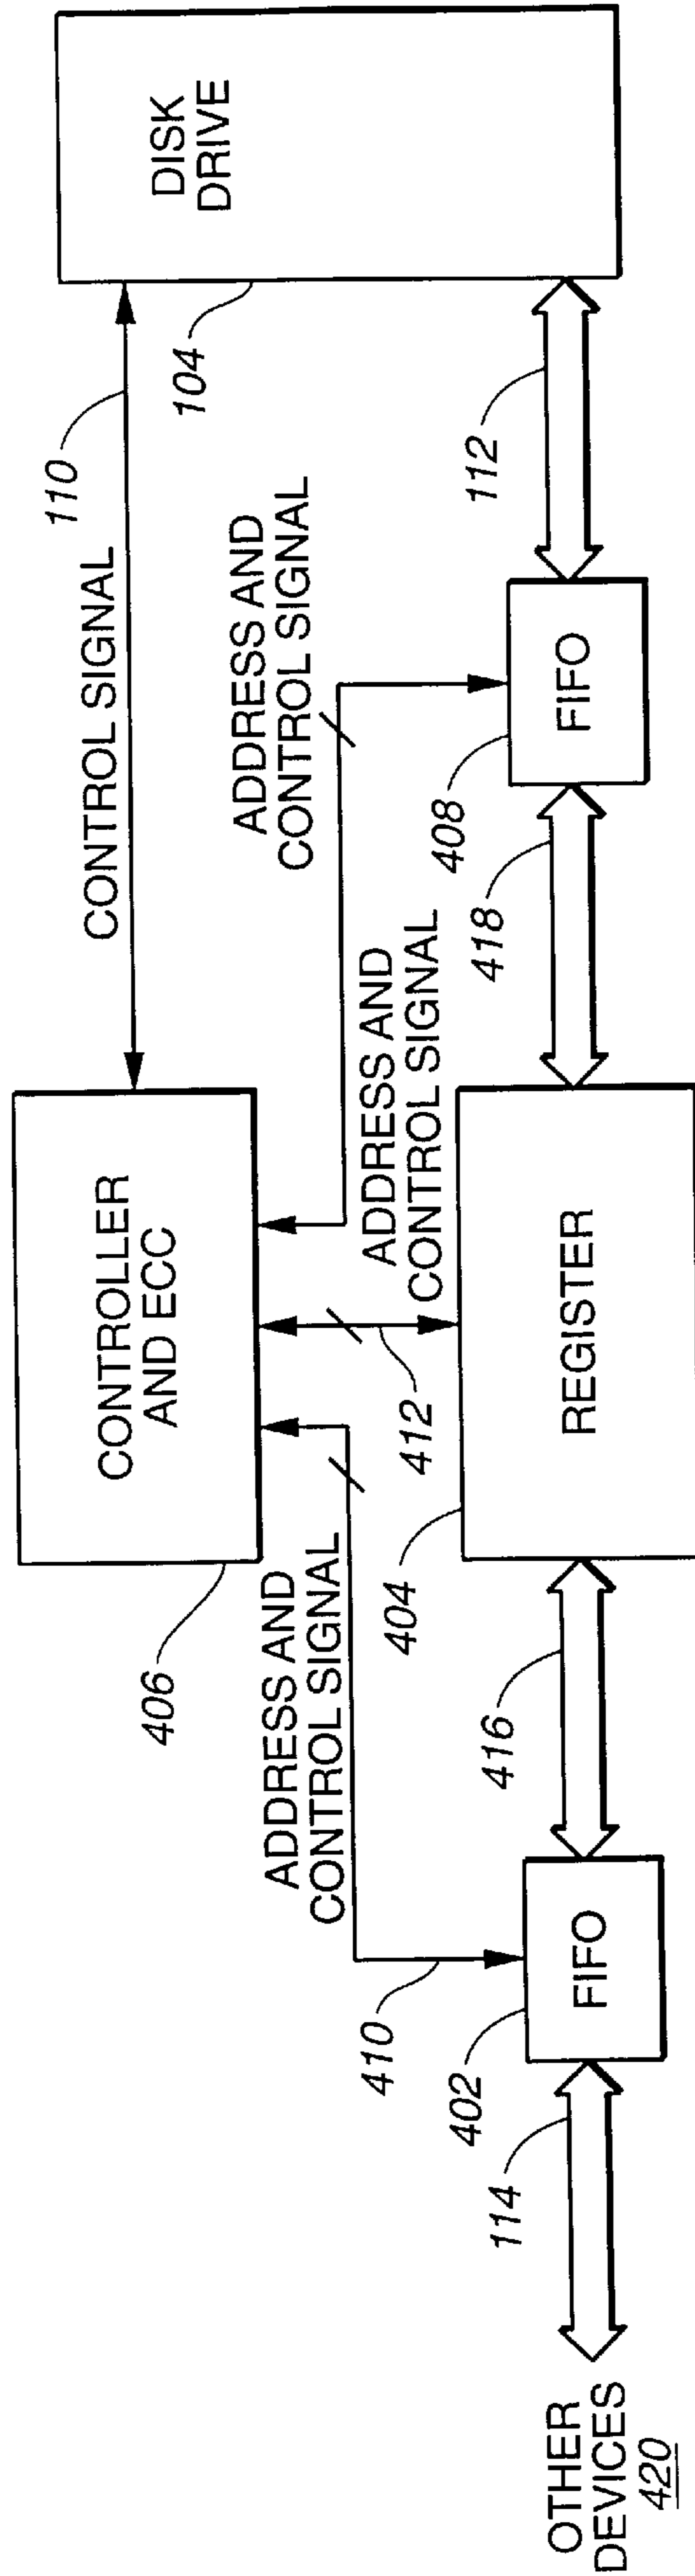 CONTROL SIGNAL
110
CONTROLLER
AND ECC
406
DISK
DRIVE
104
ADDRESS AND
CONTROL SIGNAL
ADDRESS AND
CONTROL SIGNAL
412
ADDRESS AND
CONTROL SIGNAL
410
OTHER
DEVICES
420
114
402
FIFO
416
404
REGISTER
418
408
FIFO
112